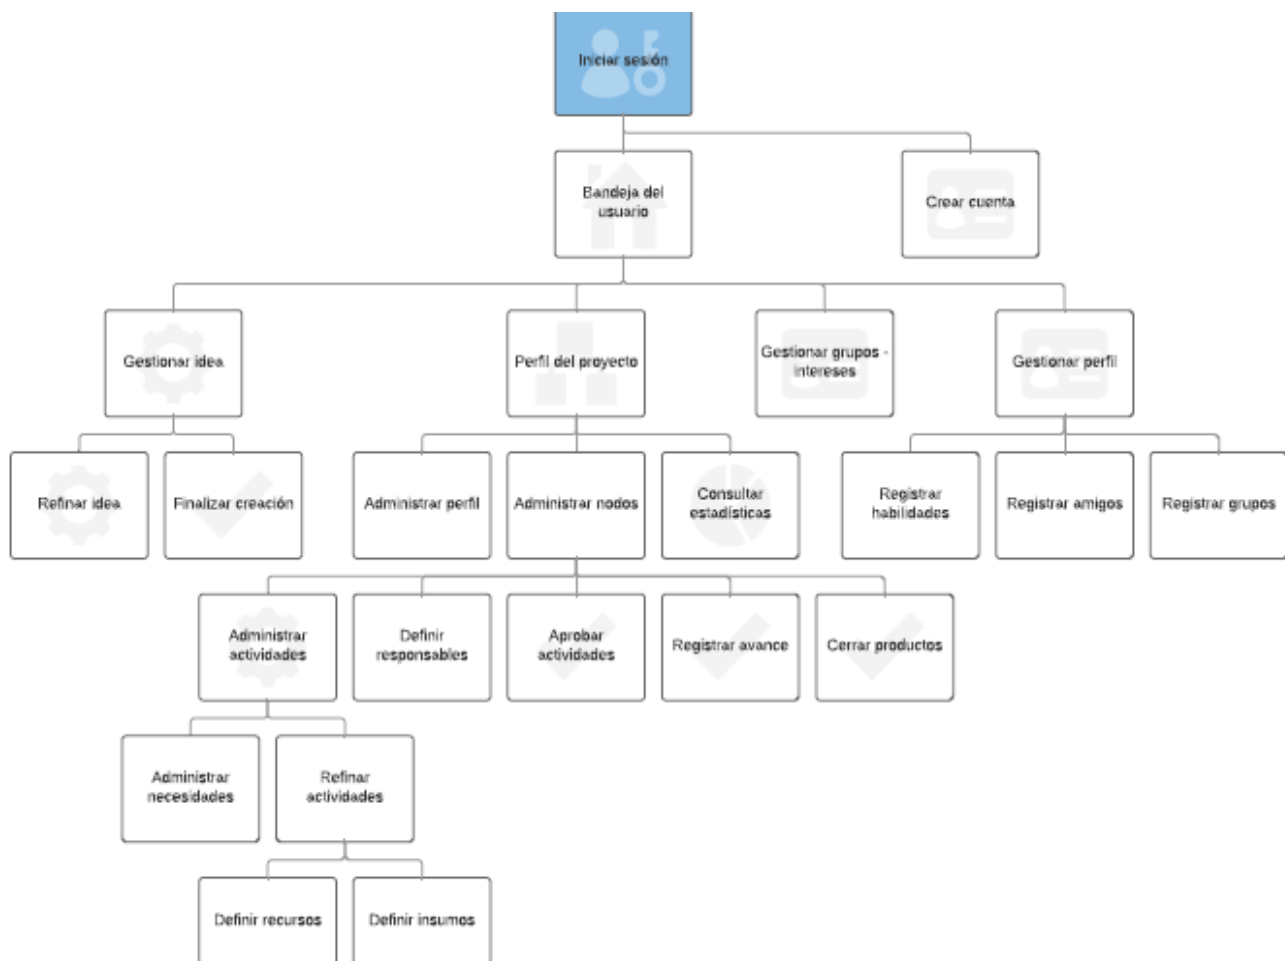 Iniciar sesión
Bandeja del
usuario
Crear cuenta
Gestionar idea
Perfil del proyecto
Gestionar grupos -
intereses
Gestionar perfil
Refinar idea
Finalizar creación
Administrar perfil
Administrar nodos
Consultar
estadísticas
Registrar
habilidades
Registrar amigos
Registrar grupos
Administrar
actividades
Definir
responsables
Aprobar
actividades
Registrar avance
Cerrar productos
Administrar
necesidades
Refinar
actividades
Definir recursos
Definir insumos